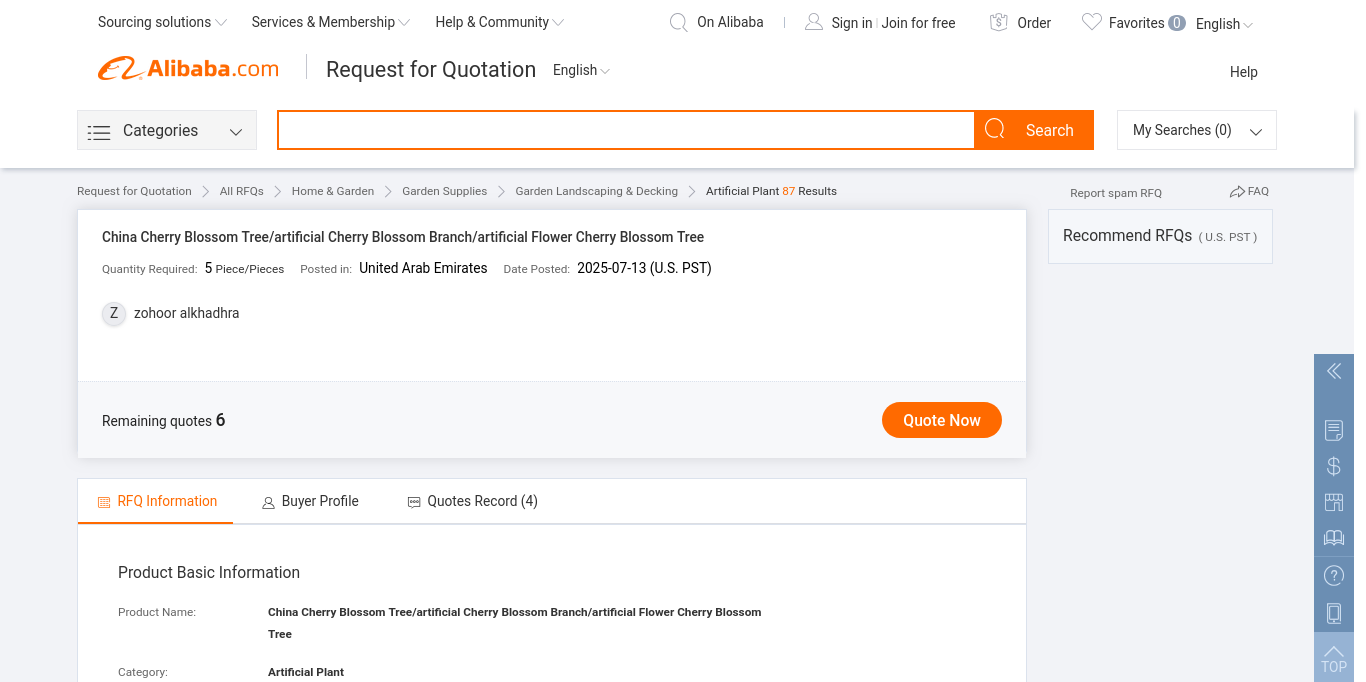 Sourcing solutions Services & Membership Help & Community On Alibaba Sign in Join for free Order Favorites 0 English
Alibaba.com Request for Quotation English Help
Categories Search My Searches (0)
Request for Quotation All RFQs Home & Garden Garden Supplies Garden Landscaping & Decking Artificial Plant 87 Results Report spam RFQ FAQ
China Cherry Blossom Tree/artificial Cherry Blossom Branch/artificial Flower Cherry Blossom Tree
Recommend RFQs ( U.S. PST )
Quantity Required: 5 Piece/Pieces Posted in: United Arab Emirates Date Posted: 2025-07-13 (U.S. PST)
Z zohoor alkhadhra
Remaining quotes 6 Quote Now
RFQ Information Buyer Profile Quotes Record (4)
Product Basic Information
Product Name: China Cherry Blossom Tree/artificial Cherry Blossom Branch/artificial Flower Cherry Blossom
Tree
Category: Artificial Plant
TOP